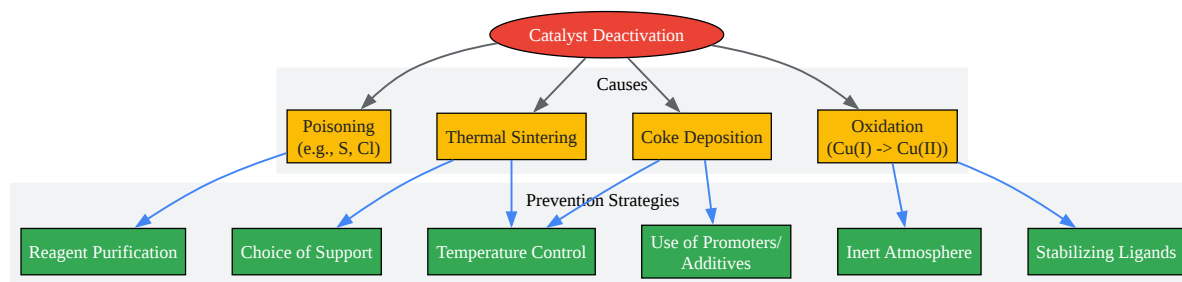 Catalyst Deactivation
Causes
Poisoning
(e.g., S, Cl)
Thermal Sintering
Coke Deposition
Oxidation
(Cu(I) -> Cu(II))
Prevention Strategies
Reagent Purification
Choice of Support
Temperature Control
Use of Promoters/
Additives
Inert Atmosphere
Stabilizing Ligands